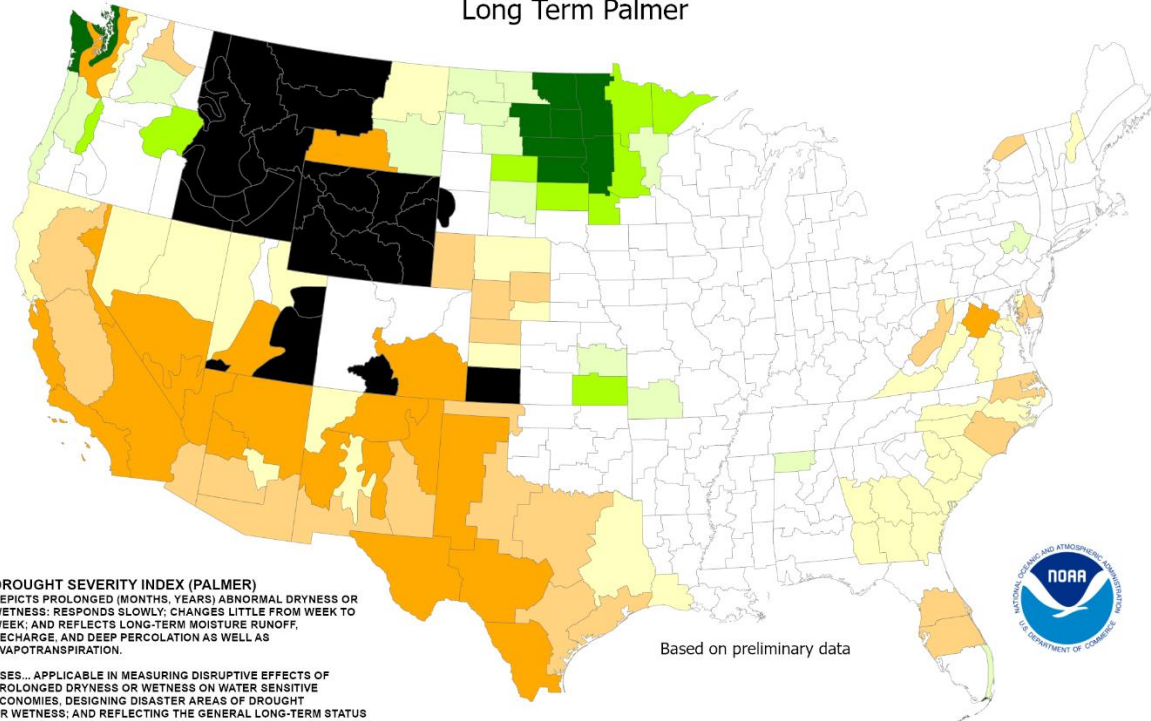 Long Term Palmer
DROUGHT SEVERITY INDEX (PALMER)
EPICTS PROLONGED (MONTHS, YEARS) ABNORMAL DRYNESS OR
WETNESS: RESPONDS SLOWLY; CHANGES LITTLE FROM WEEK TO
WEEK; AND REFLECTS LONG-TERM MOISTURE RUNOFF,
ECHARGE, AND DEEP PERCOLATION AS WELL AS
VAPOTRANSPIRATION.
SES... APPLICABLE IN MEASURING DISRUPTIVE EFFECTS OF
ROLONGED DRYNESS OR WETNESS ON WATER SENSITIVE
CONOMIES, DESIGNING DISASTER AREAS OF DROUGHT
R WETNESS; AND REFLECTING THE GENERAL LONG-TERM STATUS
Based on preliminary data
NATIONAL OCEANIC AND ATMOSPHERIC ADMINISTRATION
NOAA
U.S. DEPARTMENT OF COMMERCE